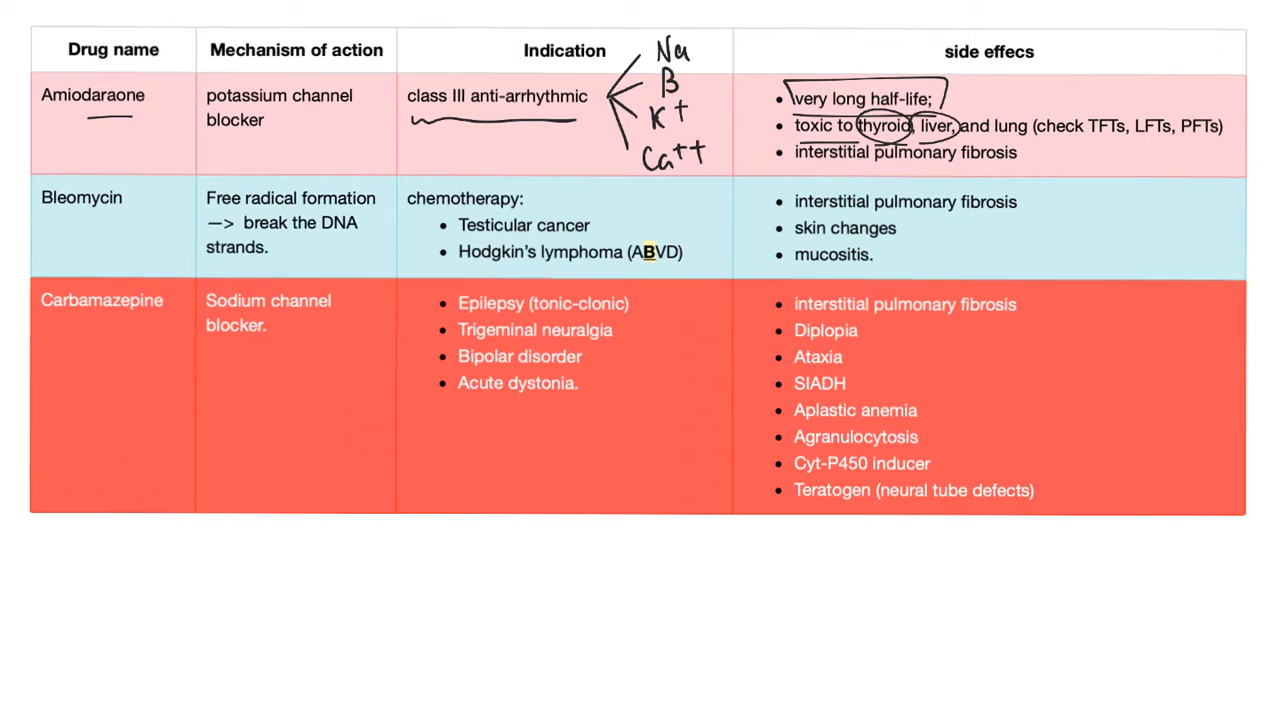 Drug name
Mechanism of action
Indication
side effecs
Amiodaraone
potassium channel
blocker
class III anti-arrhythmic
Na
β
K+
Ca++
• very long half-life;
• toxic to thyroid, liver, and lung (check TFTs, LFTs, PFTs)
• interstitial pulmonary fibrosis
Bleomycin
Free radical formation
—> break the DNA
strands.
chemotherapy:
• Testicular cancer
• Hodgkin's lymphoma (ABVD)
• interstitial pulmonary fibrosis
• skin changes
• mucositis.
Carbamazepine
Sodium channel
blocker.
• Epilepsy (tonic-clonic)
• Trigeminal neuralgia
• Bipolar disorder
• Acute dystonia.
• interstitial pulmonary fibrosis
• Diplopia
• Ataxia
• SIADH
• Aplastic anemia
• Agranulocytosis
• Cyt-P450 inducer
• Teratogen (neural tube defects)